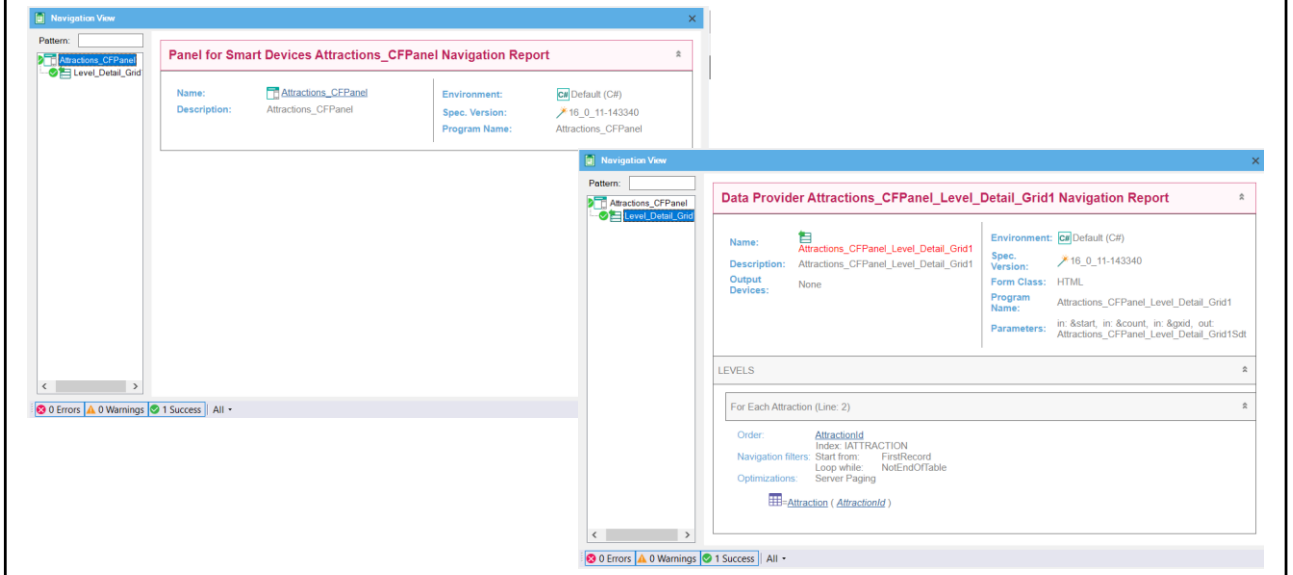 Navigation View
Pattern:
Attractions_CFPanel
Level_Detail_Grid
Panel for Smart Devices Attractions_CFPanel Navigation Report
Name: Attractions_CFPanel
Description: Attractions_CFPanel
Environment: C# Default (C#)
Spec. Version: 16_0_11-143340
Program Name: Attractions_CFPanel
0 Errors 0 Warnings 1 Success All
Navigation View
Pattern:
Attractions_CFPanel
Level_Detail_Grid
Data Provider Attractions_CFPanel_Level_Detail_Grid1 Navigation Report
Name: Attractions_CFPanel_Level_Detail_Grid1
Description: Attractions_CFPanel_Level_Detail_Grid1
Output
Devices: None
Environment: C# Default (C#)
Spec.
Version: 16_0_11-143340
Form Class: HTML
Program
Name: Attractions_CFPanel_Level_Detail_Grid1
Parameters: in: &start, in: &count, in: &gxid, out:
Attractions_CFPanel_Level_Detail_Grid1Sdt
LEVELS
For Each Attraction (Line: 2)
Order: AttractionId
Index: IATTRACTION
Navigation filters: Start from: FirstRecord
Loop while: NotEndOfTable
Optimizations: Server Paging
=Attraction ( AttractionId )
0 Errors 0 Warnings 1 Success All